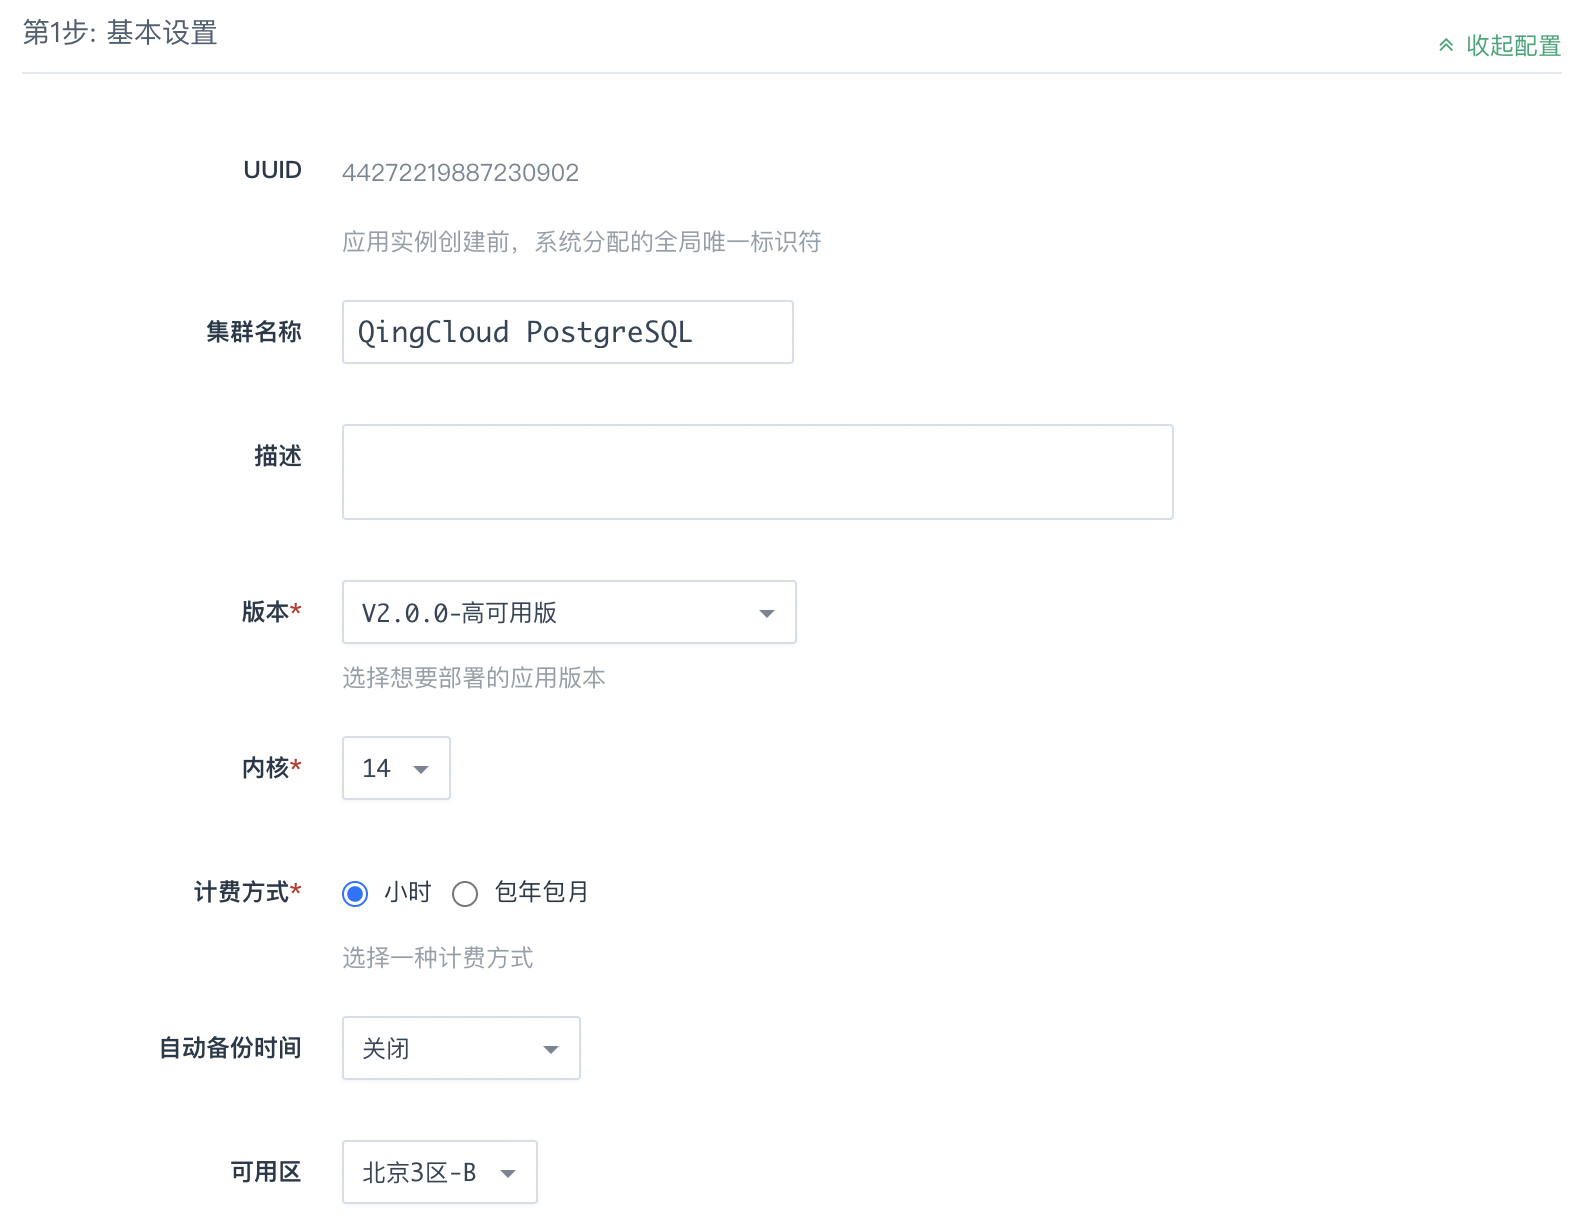 第1步: 基本设置
收起配置
UUID 44272219887230902
应用实例创建前，系统分配的全局唯一标识符
集群名称 QingCloud PostgreSQL
描述
版本* V2.0.0-高可用版
选择想要部署的应用版本
内核* 14
计费方式* 小时 包年包月
选择一种计费方式
自动备份时间 关闭
可用区 北京3区-B